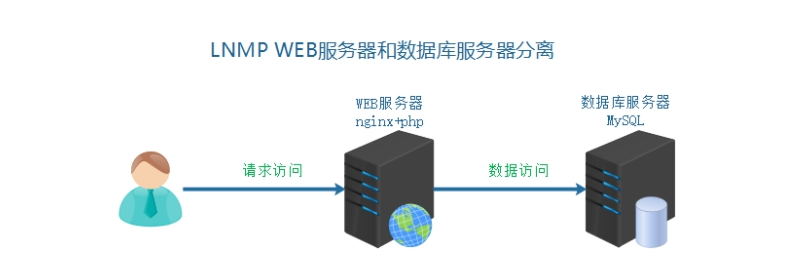 LNMP WEB服务器和数据库服务器分离
WEB服务器
nginx+php
数据库服务器
MySQL
请求访问
数据访问